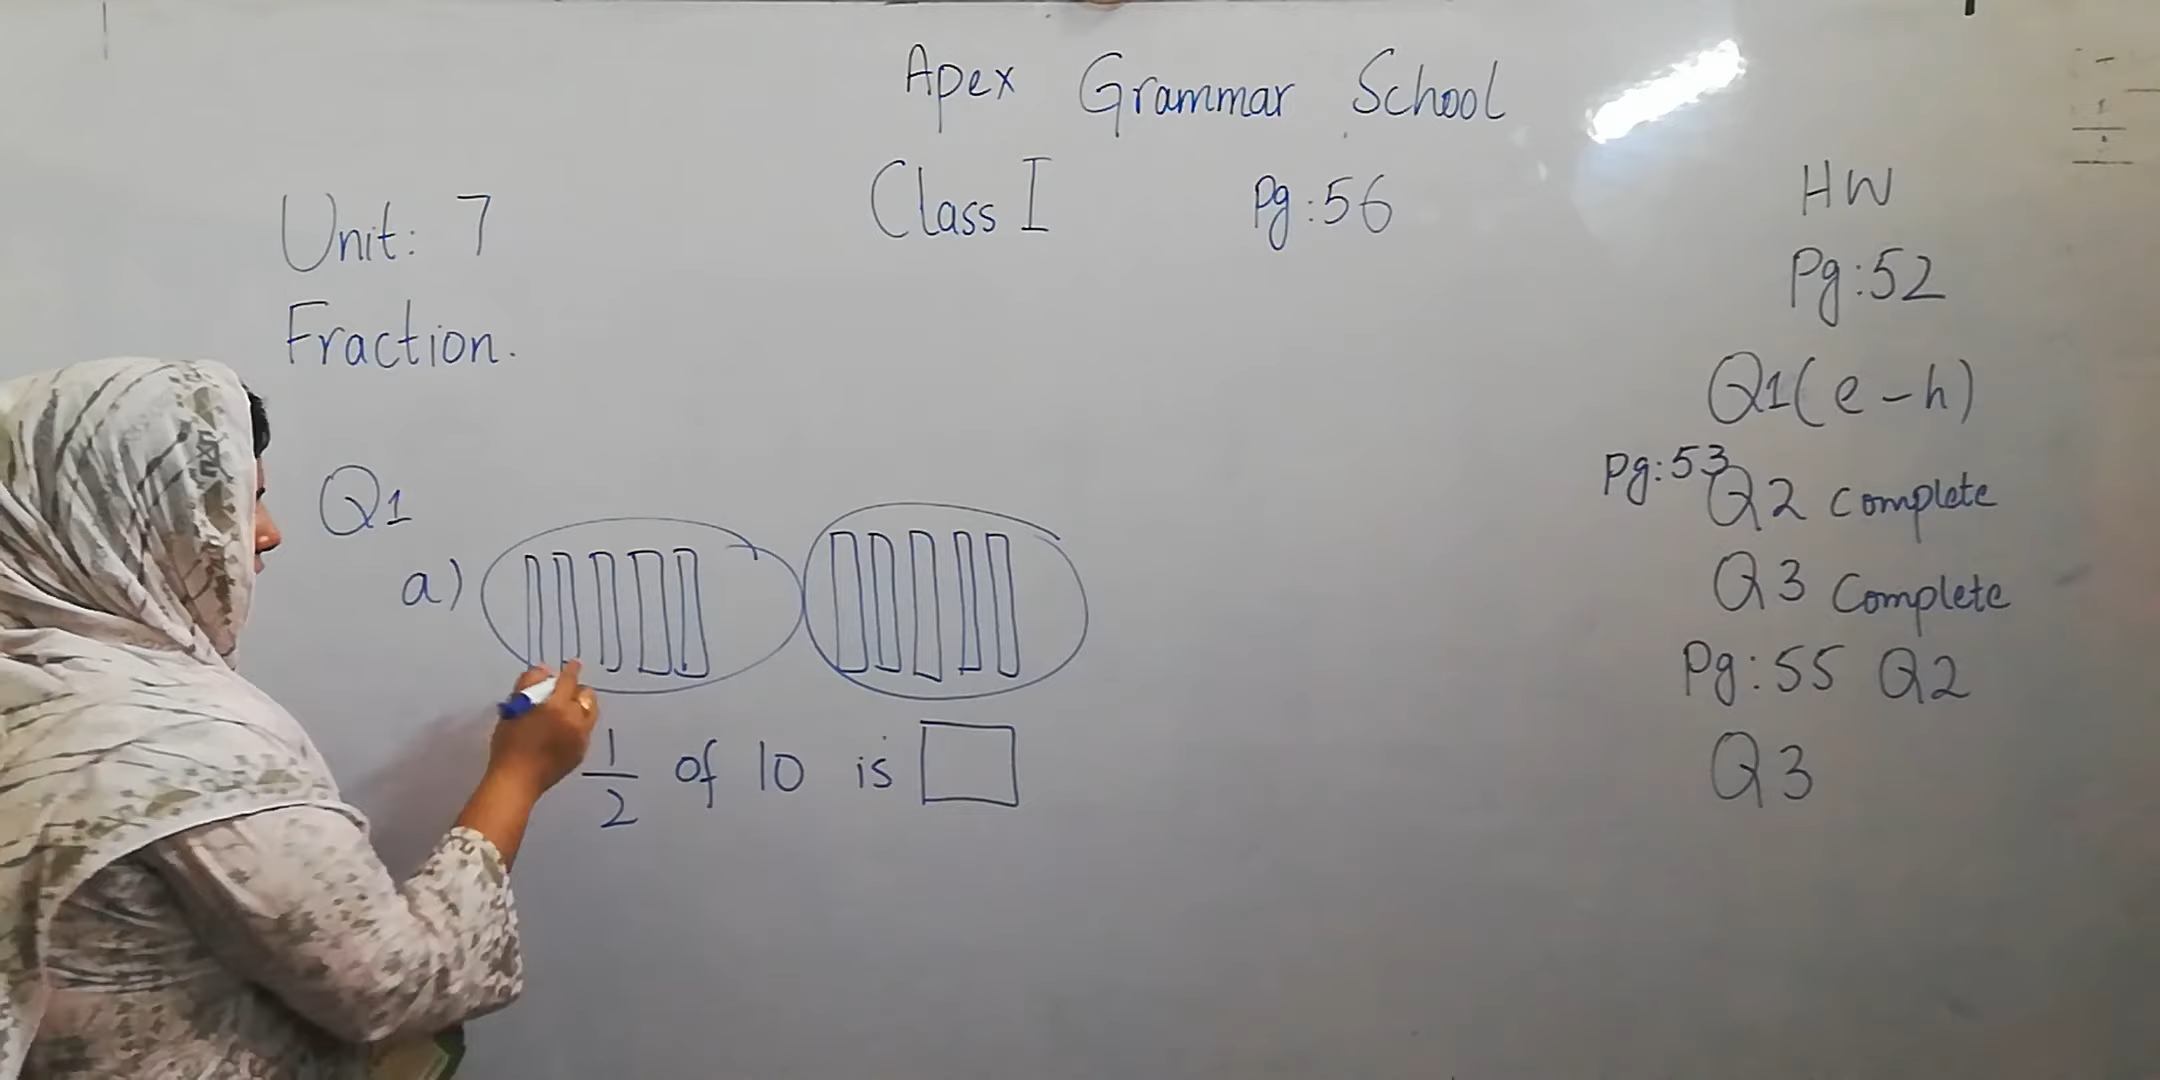 Apex Grammar School
Class I Pg:56
Unit: 7
Fraction.
Q1
a)
1/2 of 10 is
HW
Pg:52
Q1(e-h)
Pg:53 Q2 Complete
Q3 Complete
Pg:55 Q2
Q3